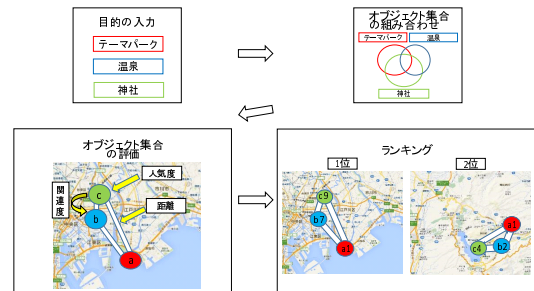 目的の入力
テーマパーク
温泉
神社
オブジェクト集合
の組み合わせ
テーマパーク
温泉
神社
オブジェクト集合
の評価
人気度
関連度
距離
c
b
a
ランキング
1位
2位
c9
b7
a1
a1
c4
b2